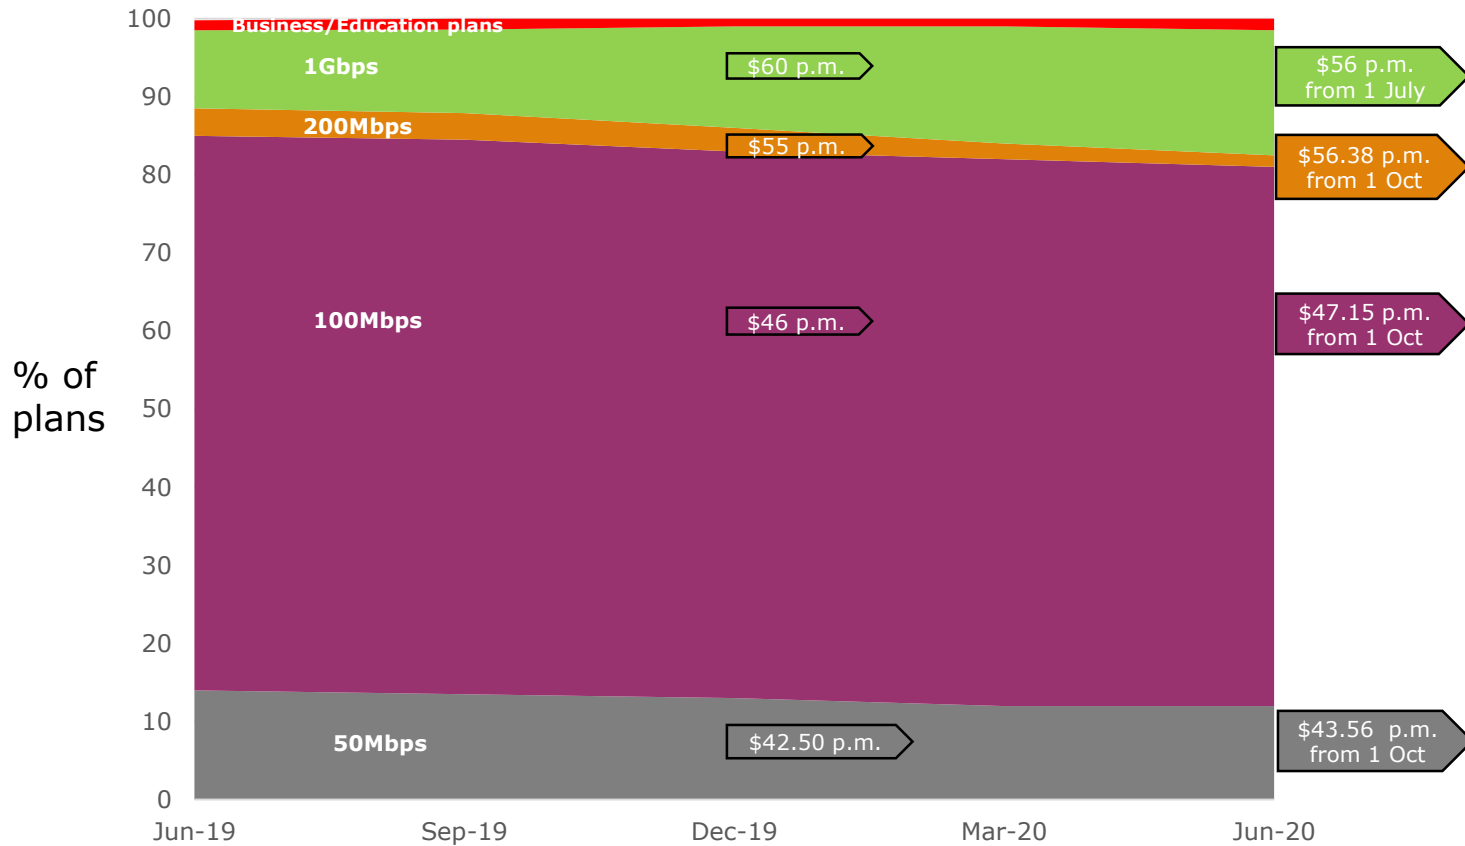 100
Business/Education plans
1Gbps
$60 p.m.
$56 p.m.
from 1 July
90
200Mbps
$55 p.m.
$56.38 p.m.
from 1 Oct
80
70
60
100Mbps
$46 p.m.
$47.15 p.m.
from 1 Oct
% of
plans
50
40
30
20
10
50Mbps
$42.50 p.m.
$43.56  p.m.
from 1 Oct
0
Jun-19
Sep-19
Dec-19
Mar-20
Jun-20